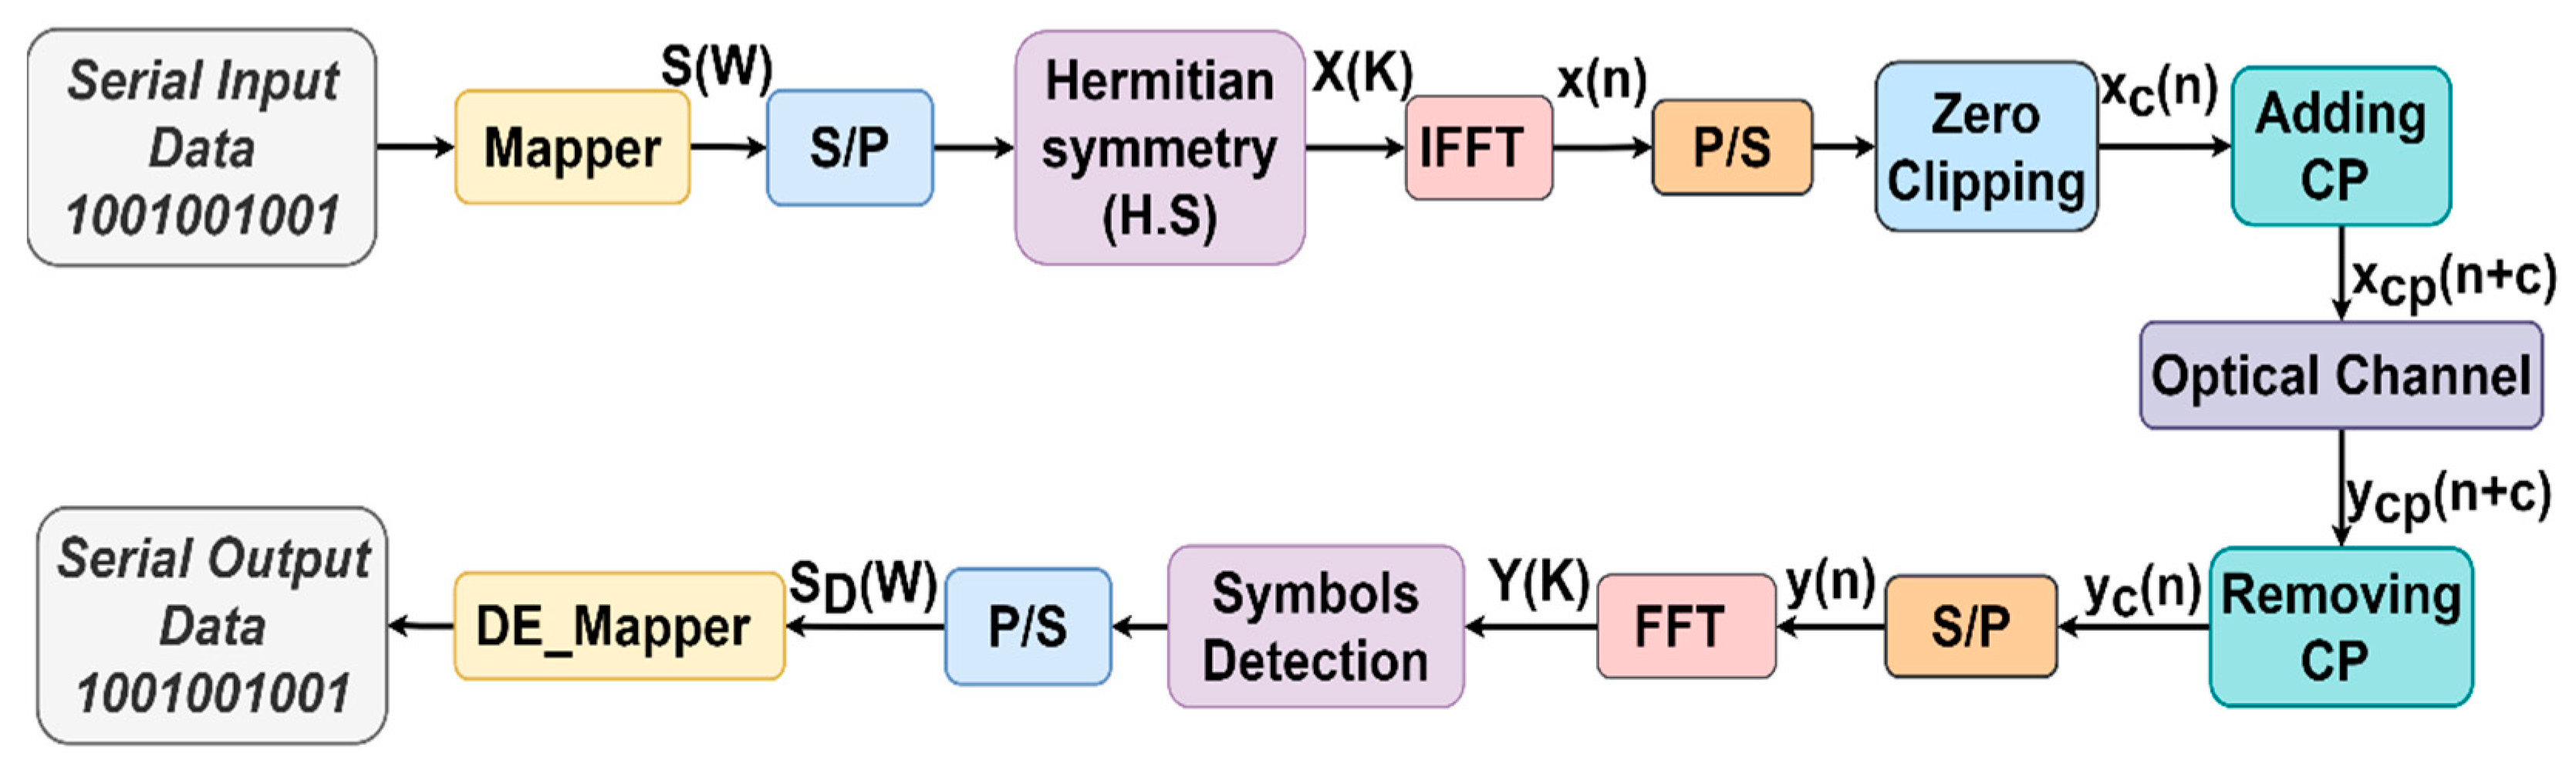 Serial Input
Data
1001001001
Mapper
S(W)
S/P
Hermitian
symmetry
(H.S)
X(K)
IFFT
x(n)
P/S
Zero
Clipping
xc(n)
Adding
CP
xcp(n+c)
Optical Channel
ycp(n+c)
Removing
CP
yc(n)
S/P
y(n)
FFT
Y(K)
Symbols
Detection
P/S
SD(W)
DE_Mapper
Serial Output
Data
1001001001